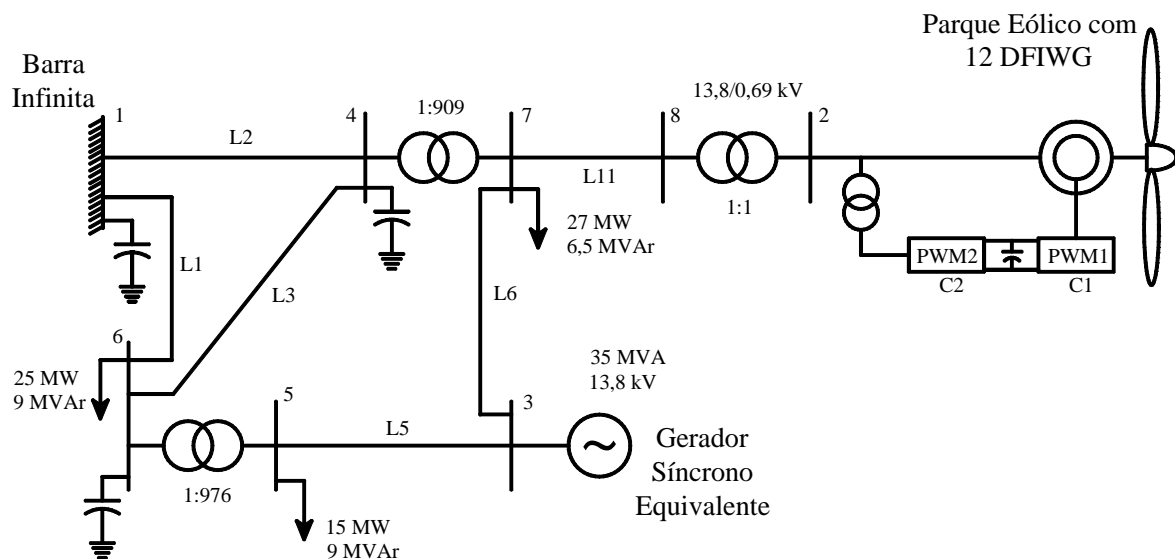 Parque Eólico com
12 DFIWG
Barra
Infinita
1
L2
4
1:909
7
L11
8
13,8/0,69 kV
1:1
2
27 MW
6,5 MVAr
PWM2
C2
PWM1
C1
L1
L3
L6
6
25 MW
9 MVAr
1:976
5
L5
3
35 MVA
13,8 kV
~
Gerador
Síncrono
Equivalente
15 MW
9 MVAr